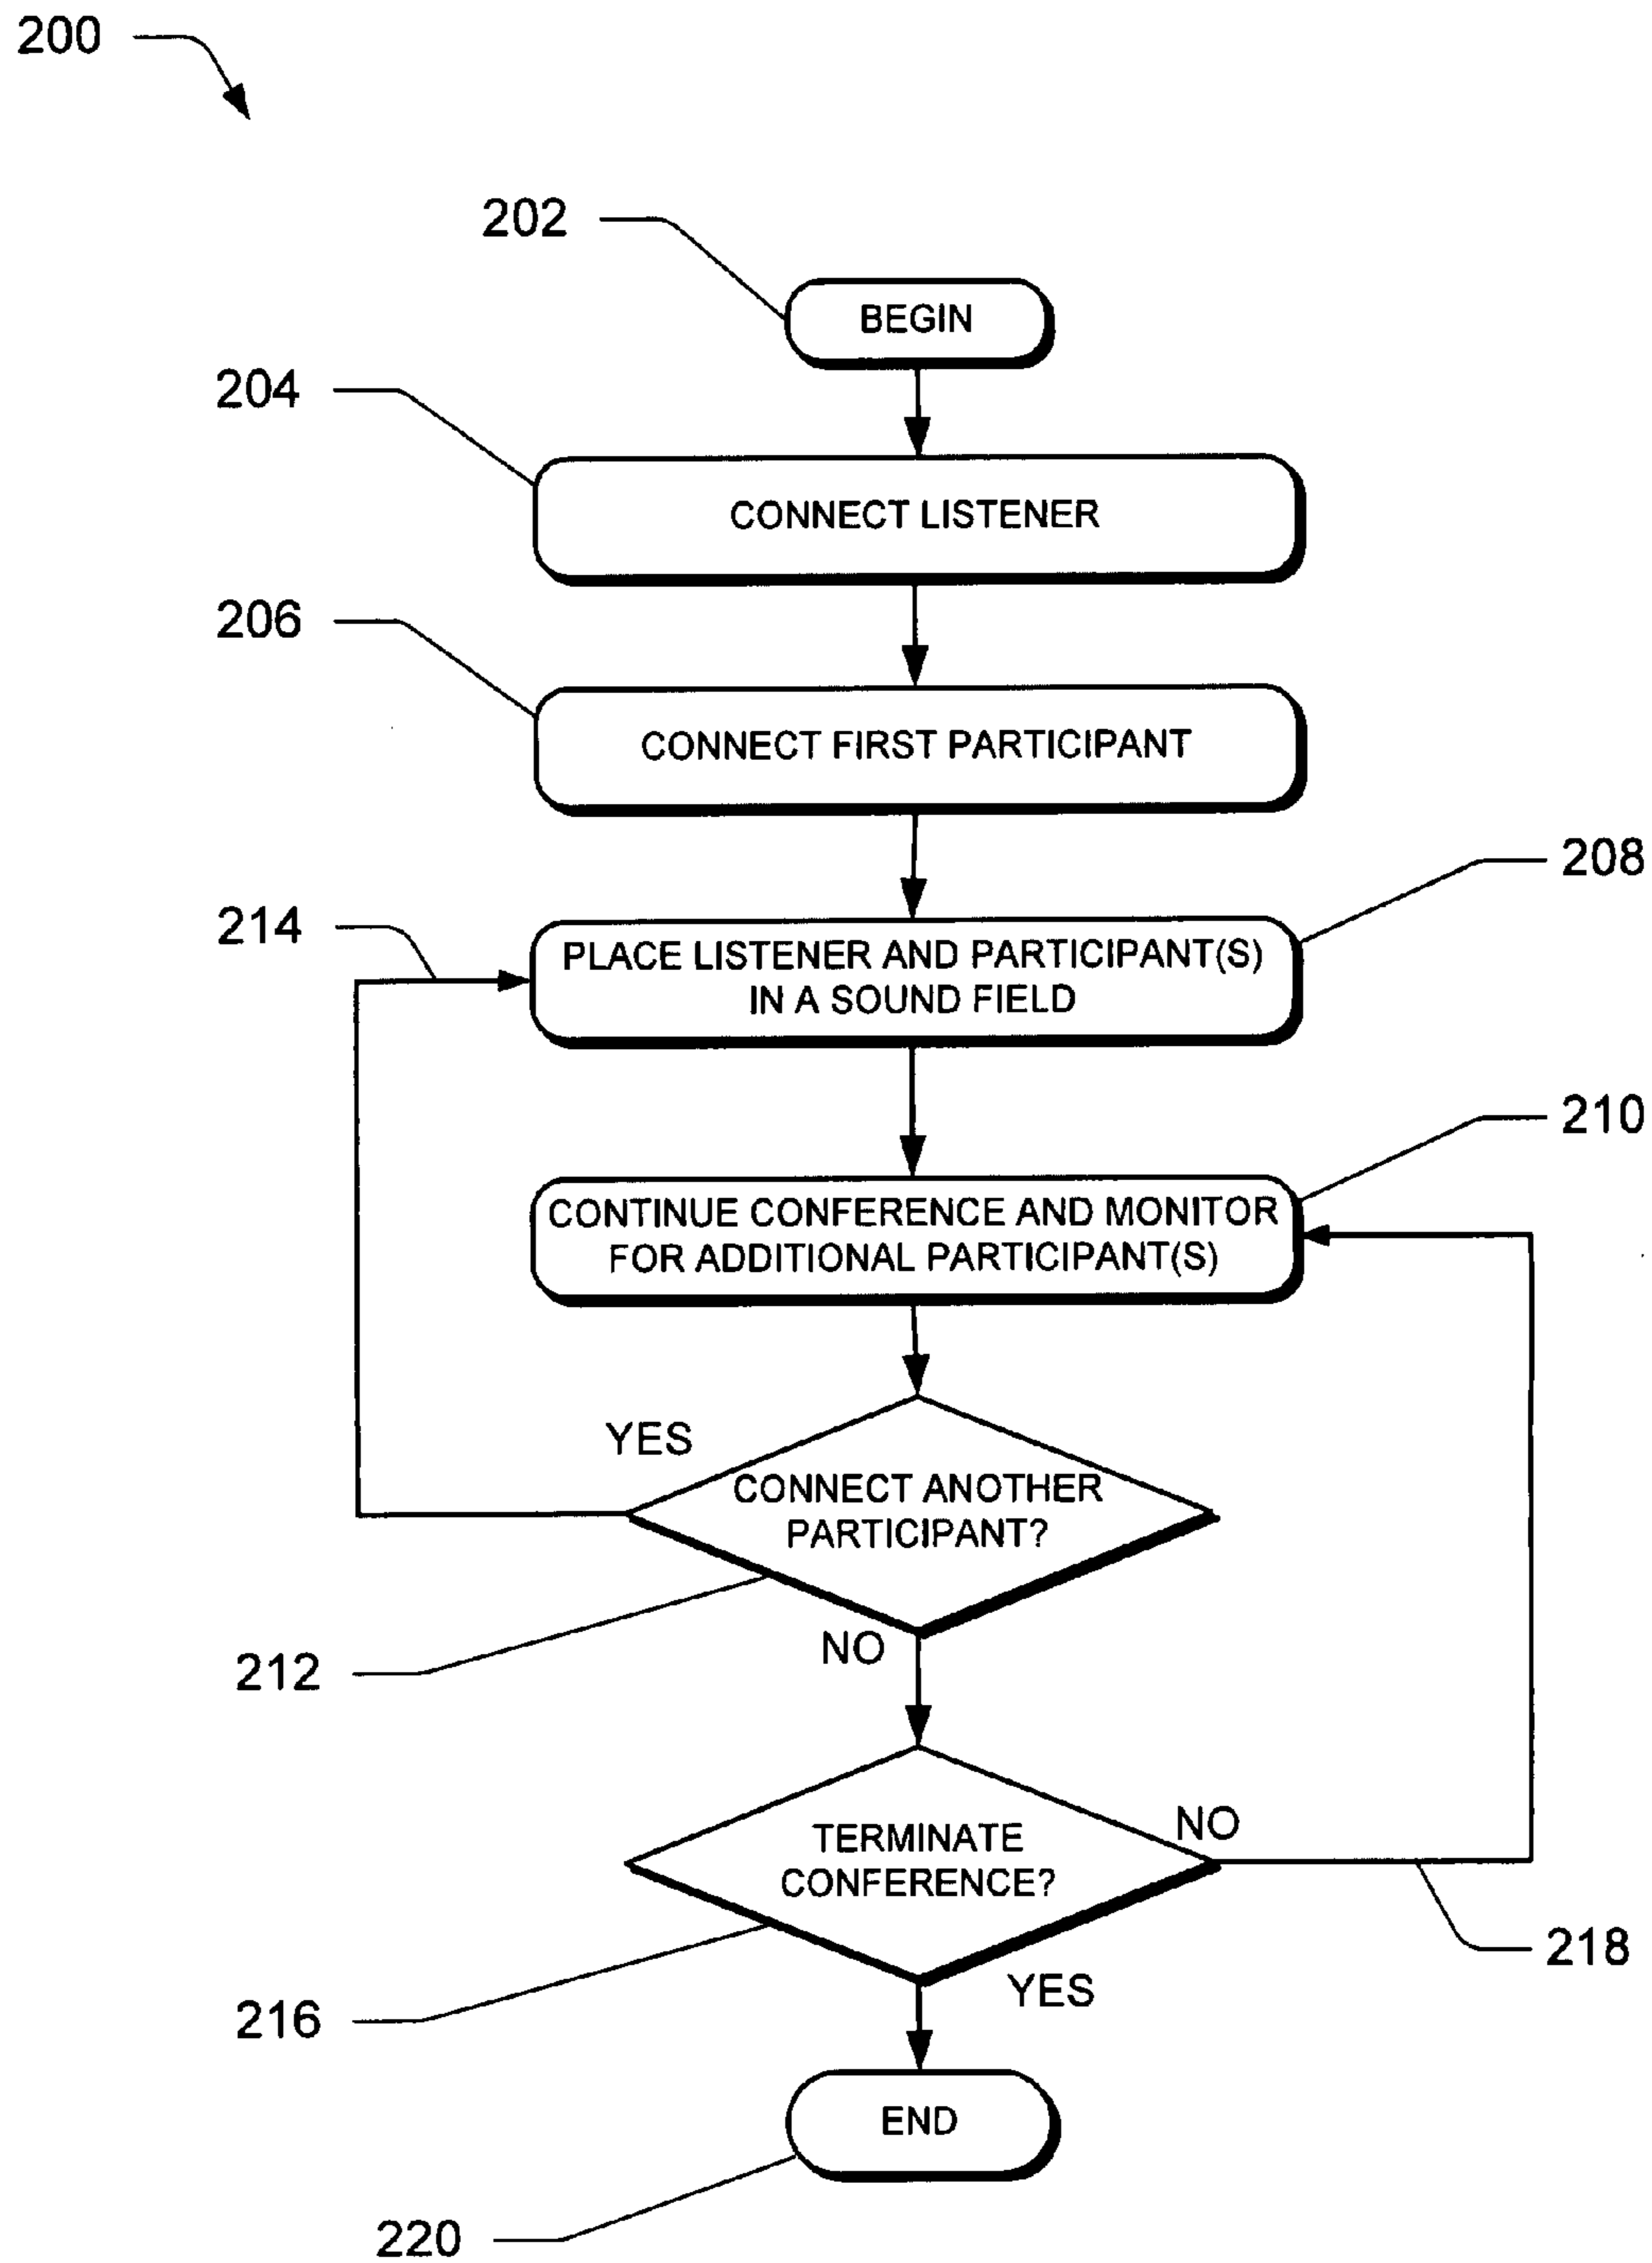 200
202
BEGIN
204
CONNECT LISTENER
206
CONNECT FIRST PARTICIPANT
208
214
PLACE LISTENER AND PARTICIPANT(S)
IN A SOUND FIELD
210
CONTINUE CONFERENCE AND MONITOR
FOR ADDITIONAL PARTICIPANT(S)
YES
CONNECT ANOTHER
PARTICIPANT?
NO
212
NO
TERMINATE
CONFERENCE?
218
YES
216
END
220